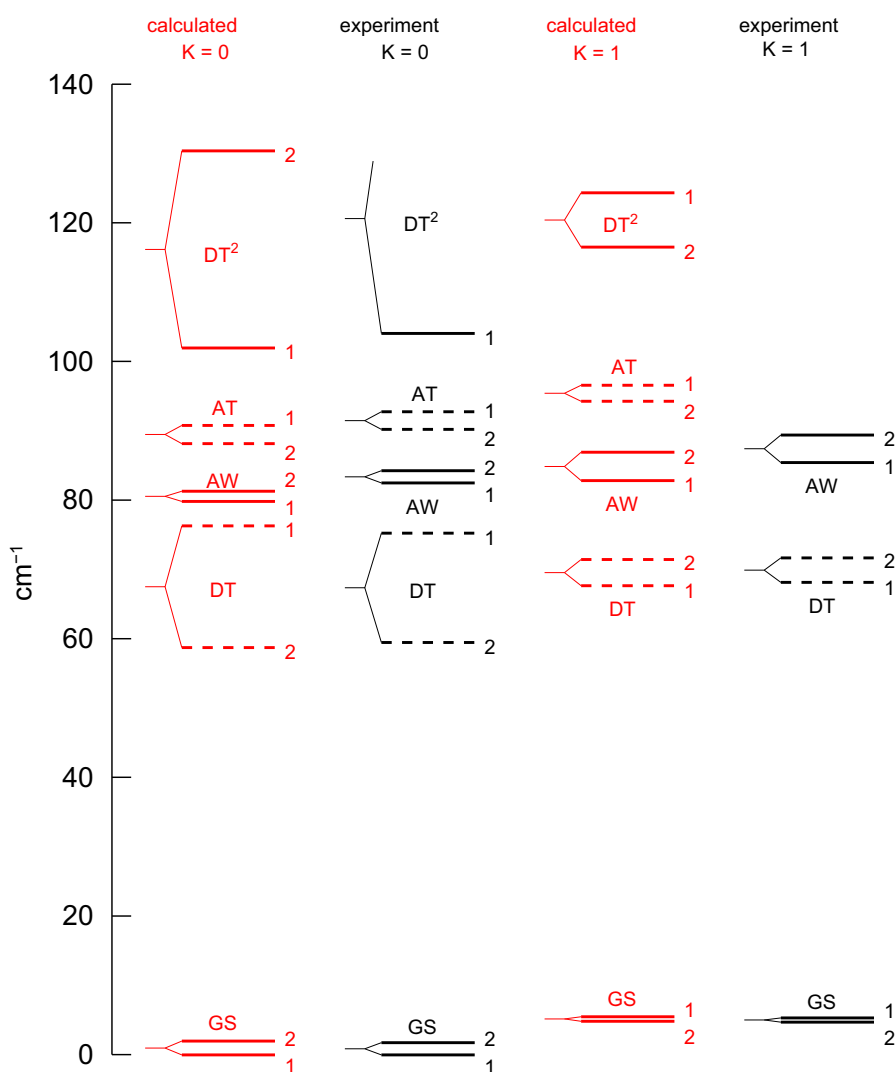 calculated experiment calculated experiment
K = 0 K = 0 K = 1 K = 1
140
2
120
DT²
1
DT²
1
1
DT²
2
100
AT
1
2
AT
1
2
AT
1
2
80
AW
2
1
2
1
AW
2
1
AW
2
1
AW
cm⁻¹
60
1
DT
2
1
DT
2
2
1
DT
2
1
DT
40
20
0
GS
2
1
GS
2
1
GS
1
2
GS
1
2